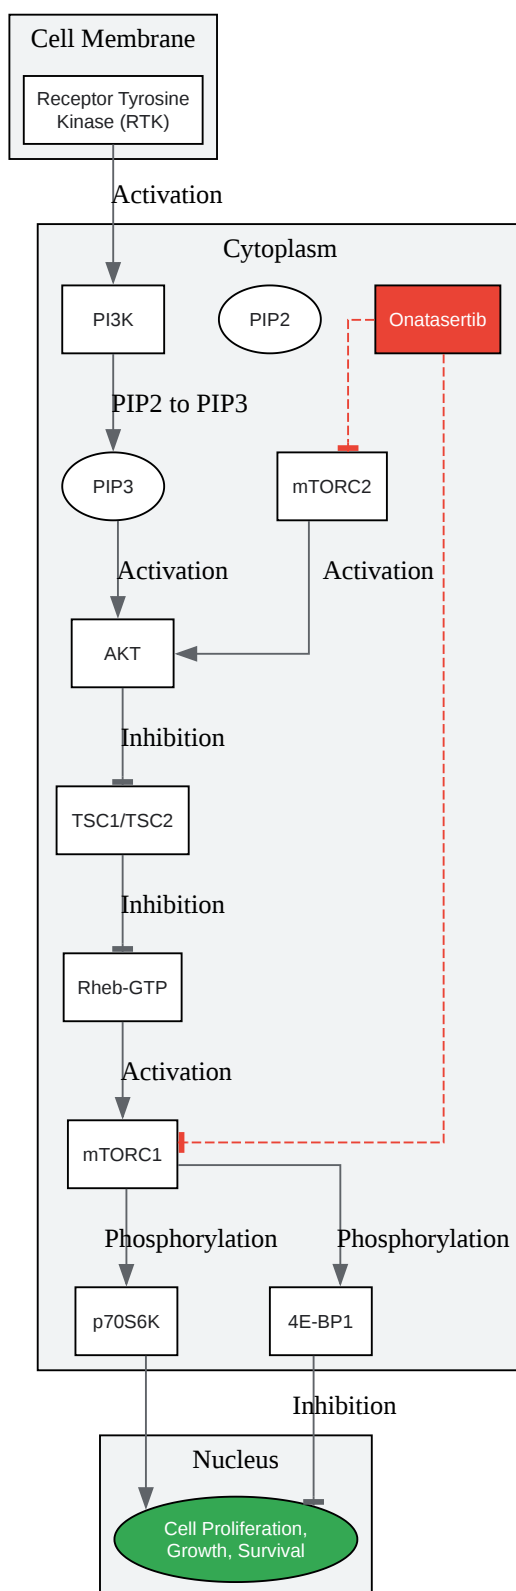 Cell Membrane
Receptor Tyrosine
Kinase (RTK)
Activation
Cytoplasm
PI3K
PIP2
Onatasertib
PIP2 to PIP3
PIP3
mTORC2
Activation
Activation
AKT
Inhibition
TSC1/TSC2
Inhibition
Rheb-GTP
Activation
mTORC1
Phosphorylation
Phosphorylation
p70S6K
4E-BP1
Inhibition
Nucleus
Cell Proliferation,
Growth, Survival